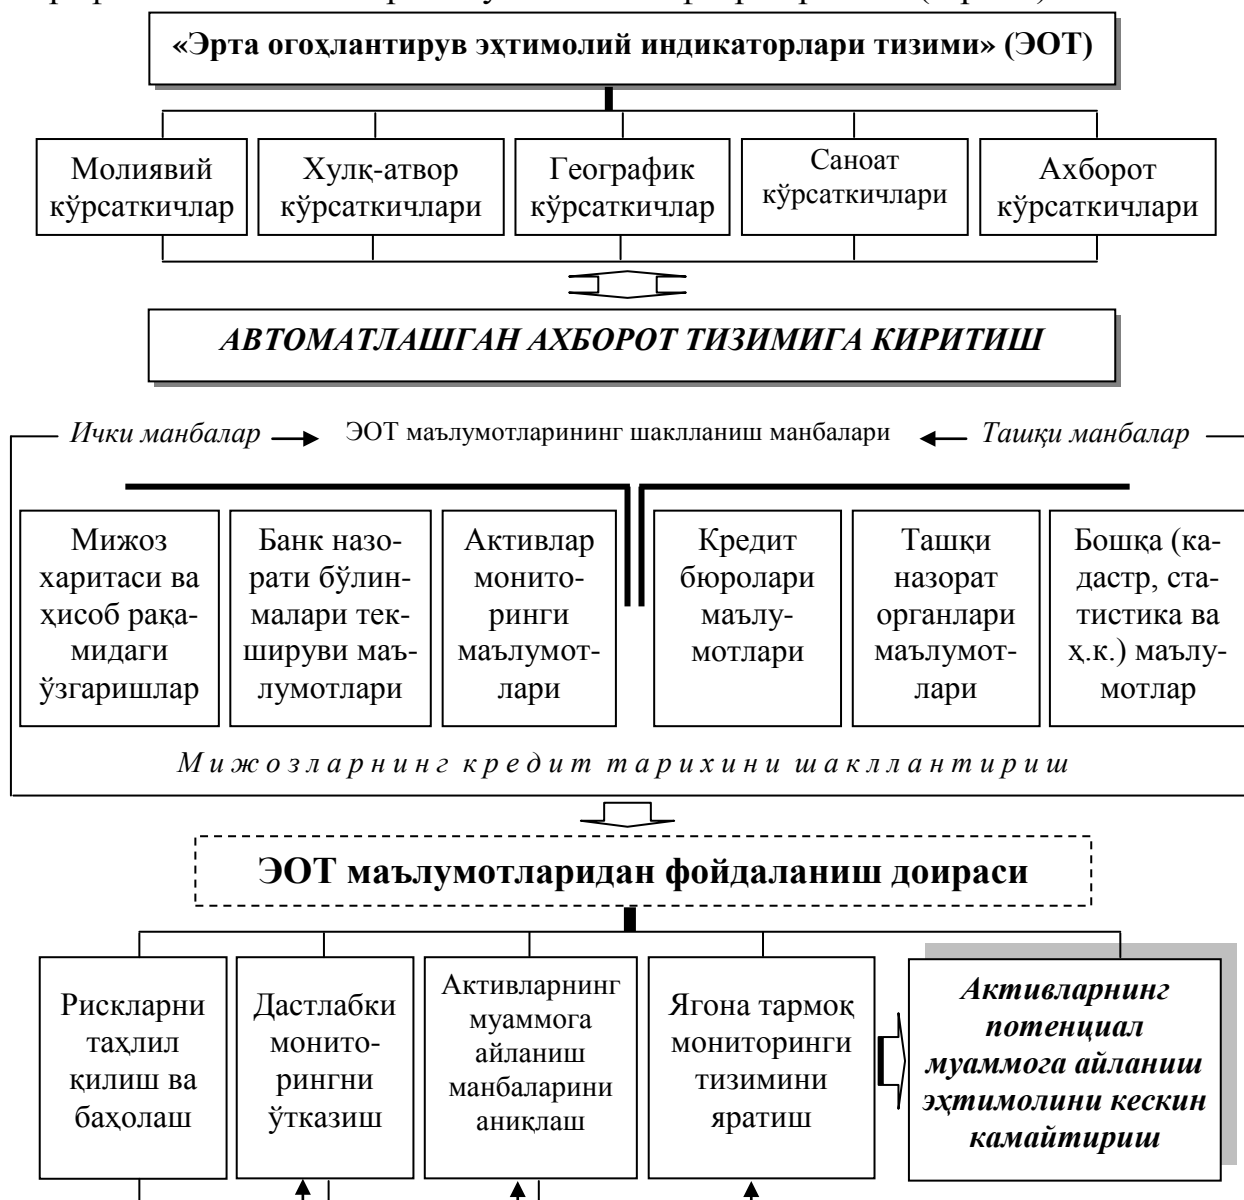 «Эрта огоҳлантирув эҳтимолий индикаторлари тизими» (ЭОТ)
Молиявий
кўрсаткичлар
Хулқ-атвор
кўрсаткичлари
Географик
кўрсаткичлар
Саноат
кўрсаткичлари
Ахборот
кўрсаткичлари
АВТОМАТЛАШГАН АХБОРОТ ТИЗИМИГА КИРИТИШ
Ички манбалар ЭОТ маълумотларининг шаклланиш манбалари Ташқи манбалар
Мижоз
харитаси ва
ҳисоб рақа-
мидаги
ўзгаришлар
Банк назо-
рати бўлин-
малари тек-
шируви маъ-
лумотлари
Активлар
монито-
ринги
маълумот-
лари
Кредит
бюролари
маълу-
мотлари
Ташқи
назорат
органлари
маълумот-
лари
Бошқа (ка-
дастр, ста-
тистика ва
ҳ.к.) маълу-
мотлар
Мижозларнинг кредит тарихини шакллантириш
ЭОТ маълумотларидан фойдаланиш доираси
Рискларни
таҳлил
қилиш ва
баҳолаш
Дастлабки
монито-
рингни
ўтказиш
Активларнинг
муаммога
айланиш
манбаларини
аниқлаш
Ягона тармоқ
мониторинги
тизимини
яратиш
Активларнинг
потенциал
муаммога айланиш
эҳтимолини кескин
камайтириш